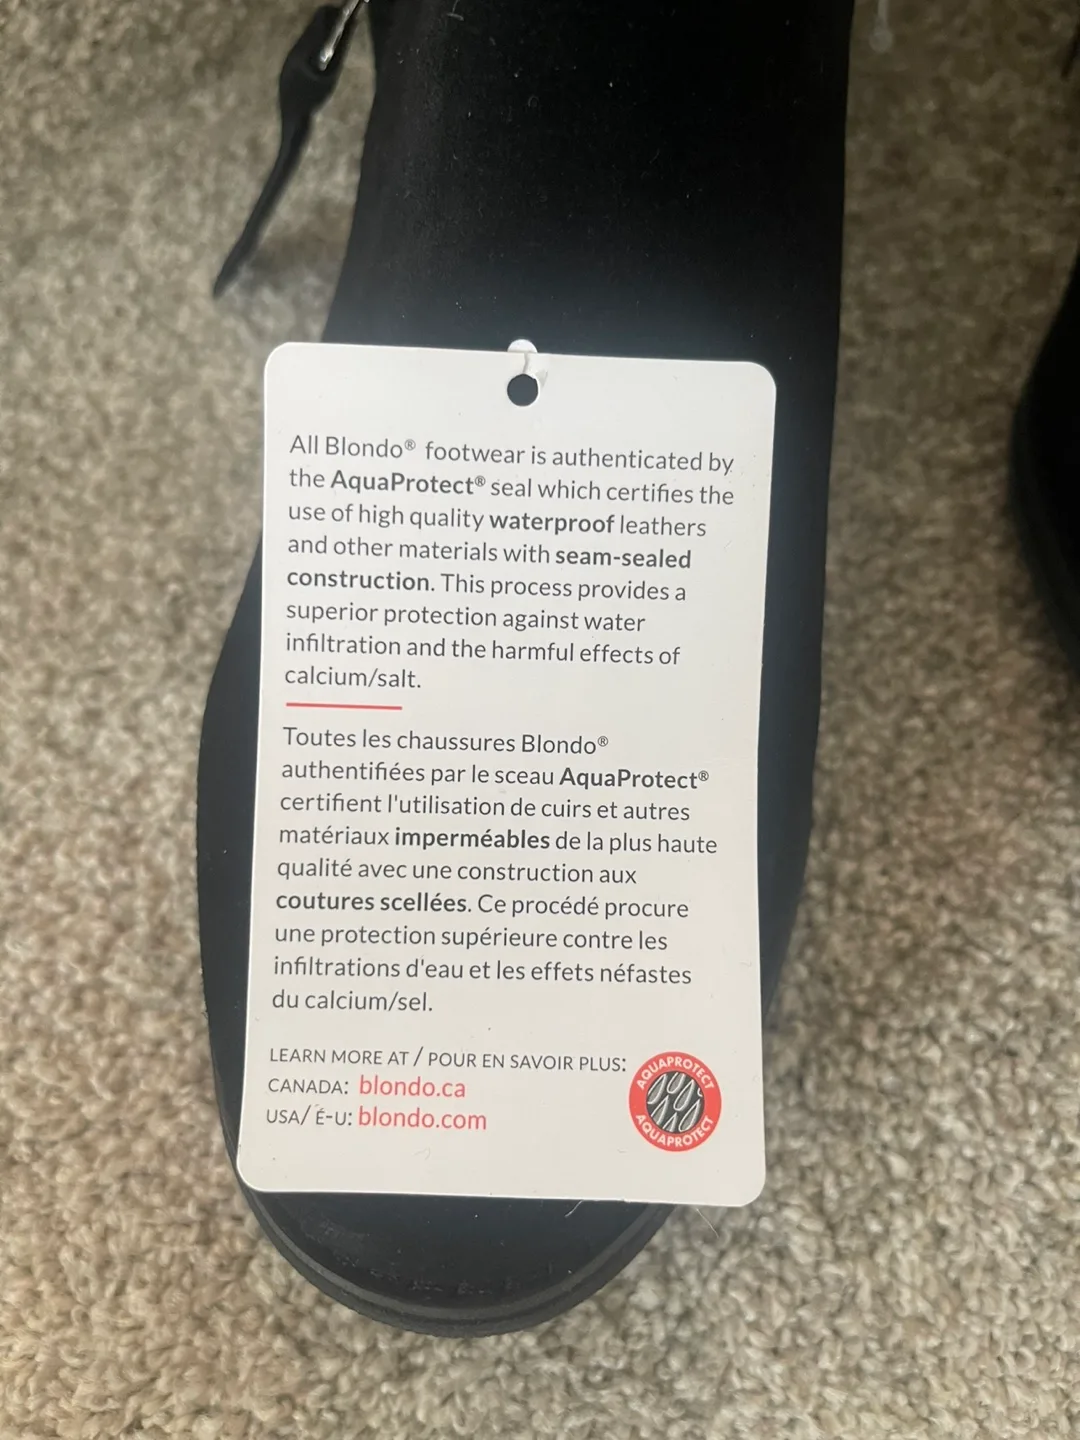 All Blondo® footwear is authenticated by
the AquaProtect® seal which certifies the
use of high quality waterproof leathers
and other materials with seam-sealed
construction. This process provides a
superior protection against water
infiltration and the harmful effects of
calcium/salt.
Toutes les chaussures Blondo®
authentifiées par le sceau AquaProtect®
certifient l'utilisation de cuirs et autres
matériaux imperméables de la plus haute
qualité avec une construction aux
coutures scellées. Ce procédé procure
une protection supérieure contre les
infiltrations d'eau et les effets néfastes
du calcium/sel.
LEARN MORE AT / POUR EN SAVOIR PLUS:
CANADA: blondo.ca
USA/ É-U: blondo.com
AQUAPROTECT
AQUAPROTECT